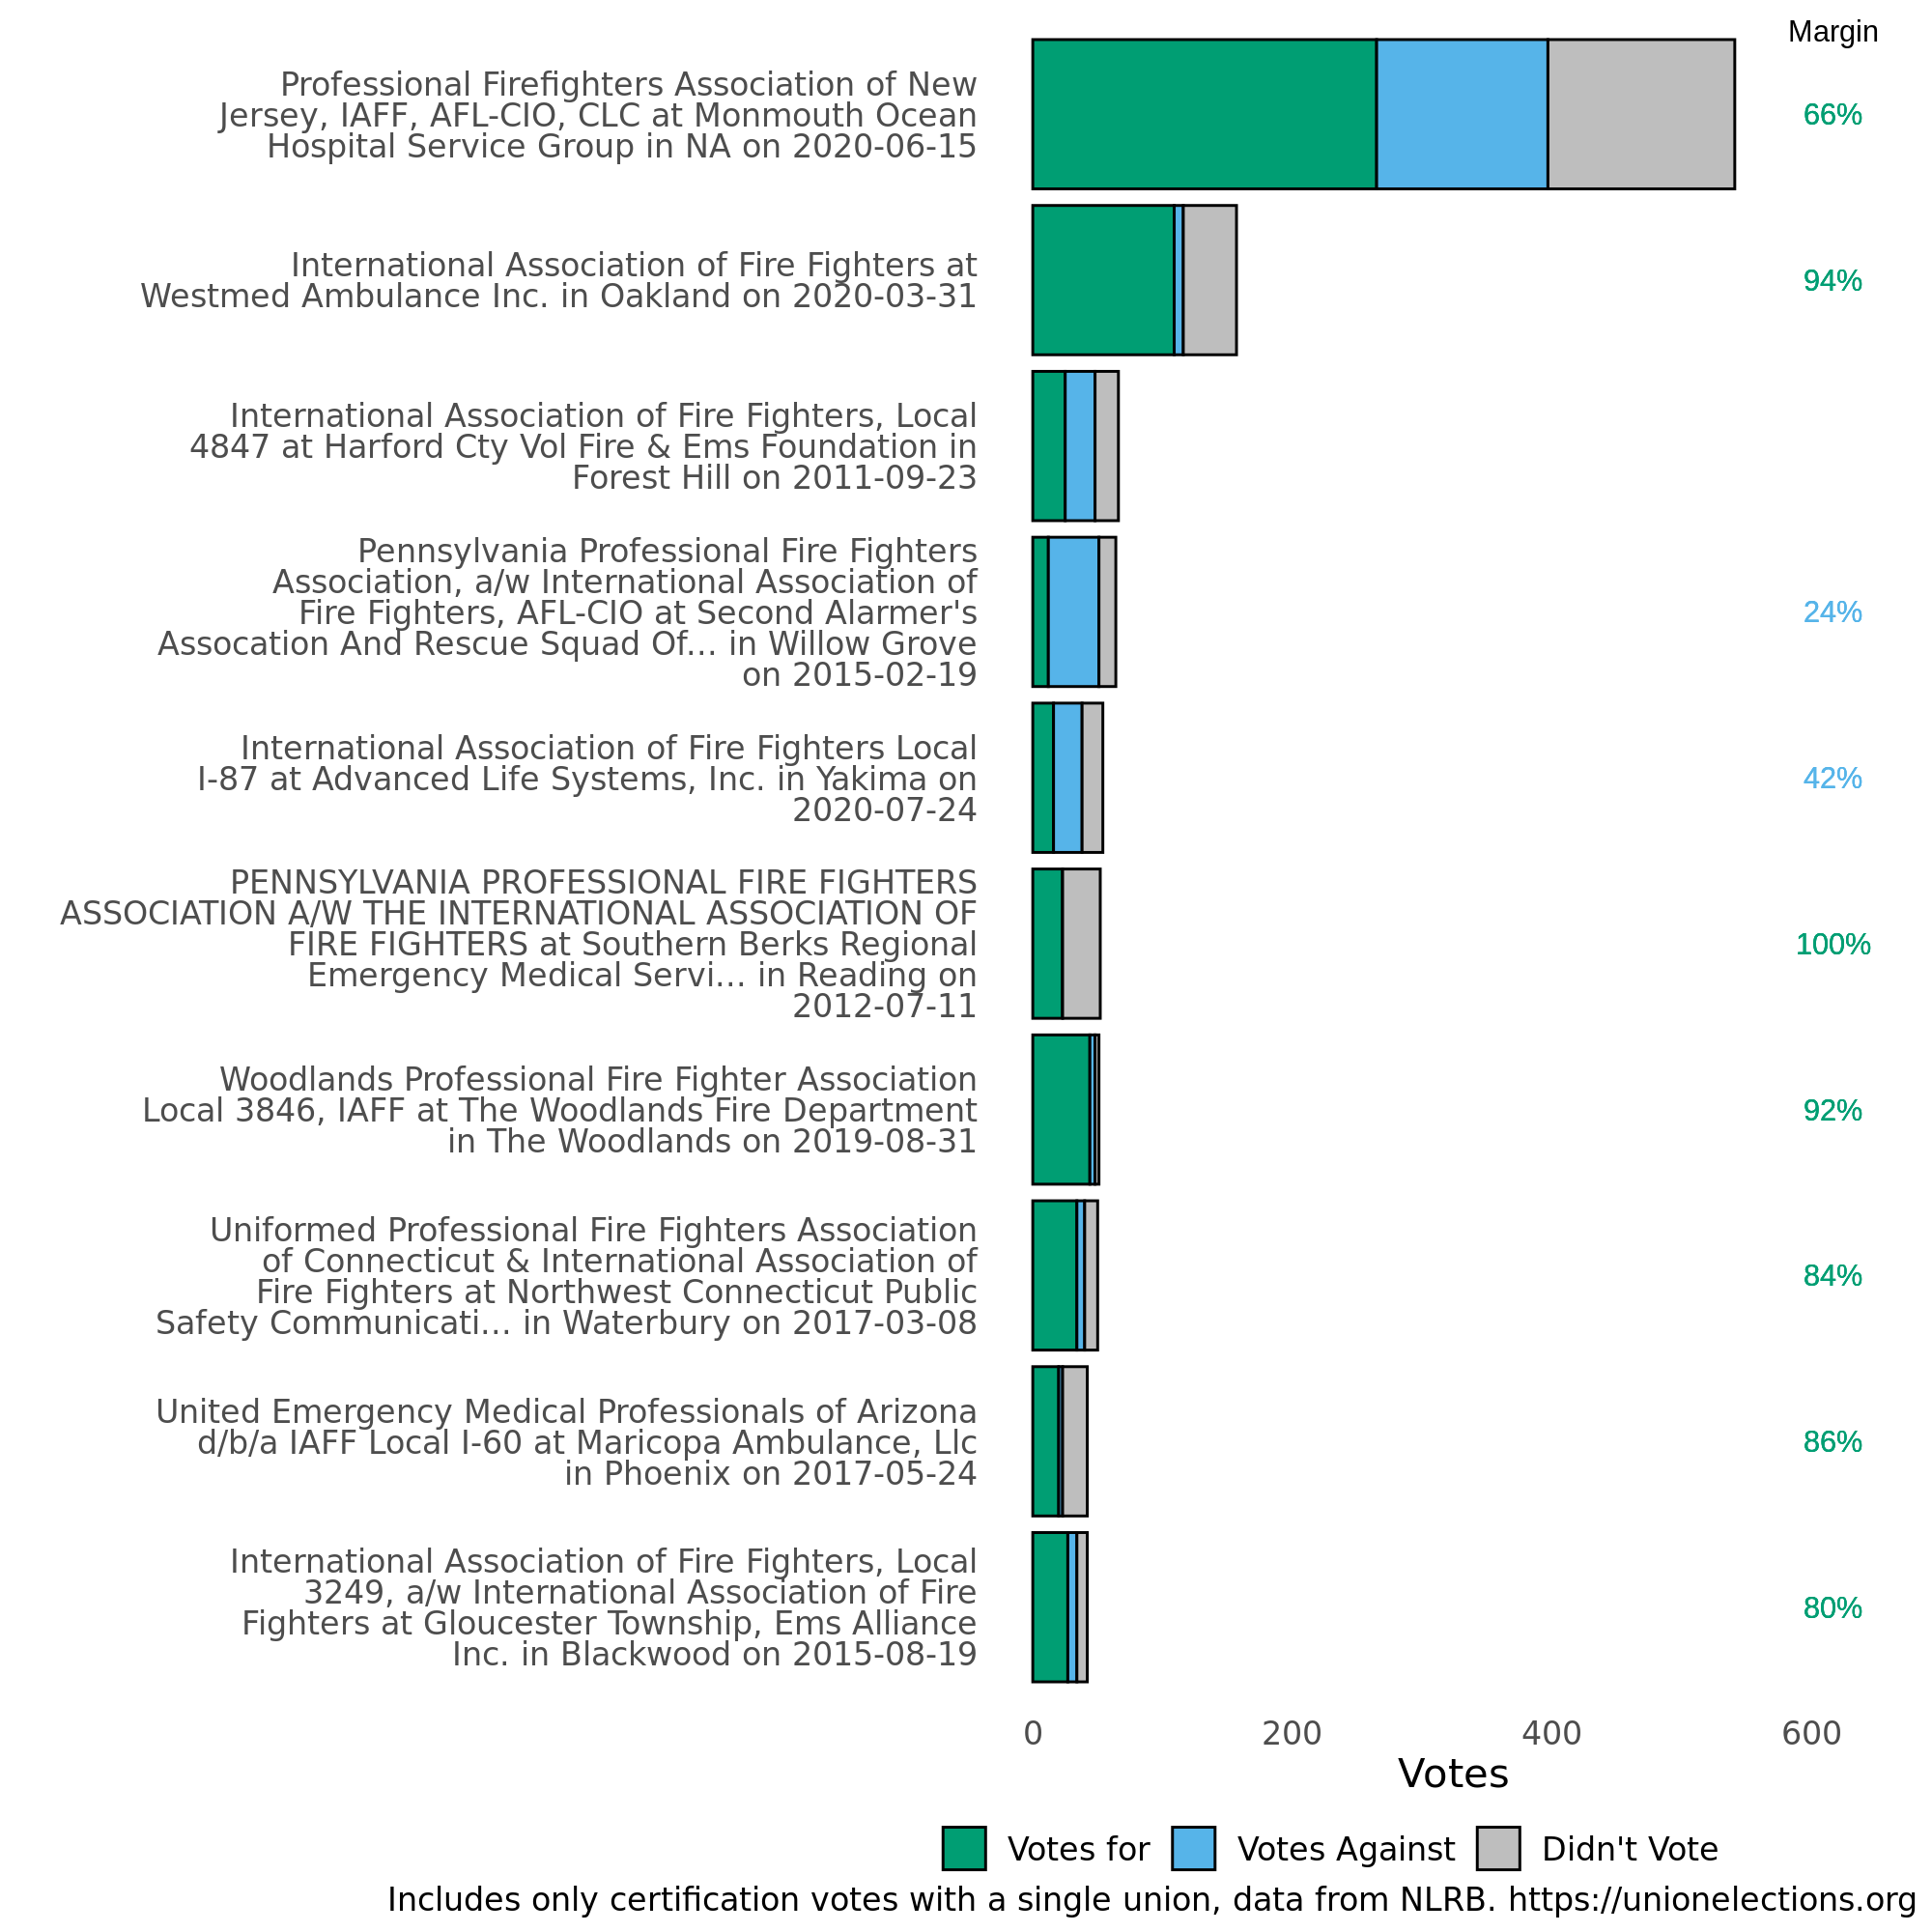 Margin
Professional Firefighters Association of New
Jersey, IAFF, AFL-CIO, CLC at Monmouth Ocean
Hospital Service Group in NA on 2020-06-15
66%
International Association of Fire Fighters at
Westmed Ambulance Inc. in Oakland on 2020-03-31
94%
International Association of Fire Fighters, Local
4847 at Harford Cty Vol Fire & Ems Foundation in
Forest Hill on 2011-09-23
Pennsylvania Professional Fire Fighters
Association, a/w International Association of
Fire Fighters, AFL-CIO at Second Alarmer's
Assocation And Rescue Squad Of... in Willow Grove
on 2015-02-19
24%
International Association of Fire Fighters Local
I-87 at Advanced Life Systems, Inc. in Yakima on
2020-07-24
42%
PENNSYLVANIA PROFESSIONAL FIRE FIGHTERS
ASSOCIATION A/W THE INTERNATIONAL ASSOCIATION OF
FIRE FIGHTERS at Southern Berks Regional
Emergency Medical Servi... in Reading on
2012-07-11
100%
Woodlands Professional Fire Fighter Association
Local 3846, IAFF at The Woodlands Fire Department
in The Woodlands on 2019-08-31
92%
Uniformed Professional Fire Fighters Association
of Connecticut & International Association of
Fire Fighters at Northwest Connecticut Public
Safety Communicati... in Waterbury on 2017-03-08
84%
United Emergency Medical Professionals of Arizona
d/b/a IAFF Local I-60 at Maricopa Ambulance, Llc
in Phoenix on 2017-05-24
86%
International Association of Fire Fighters, Local
3249, a/w International Association of Fire
Fighters at Gloucester Township, Ems Alliance
Inc. in Blackwood on 2015-08-19
80%
0 200 400 600
Votes
Votes for Votes Against Didn't Vote
Includes only certification votes with a single union, data from NLRB. https://unionelections.org